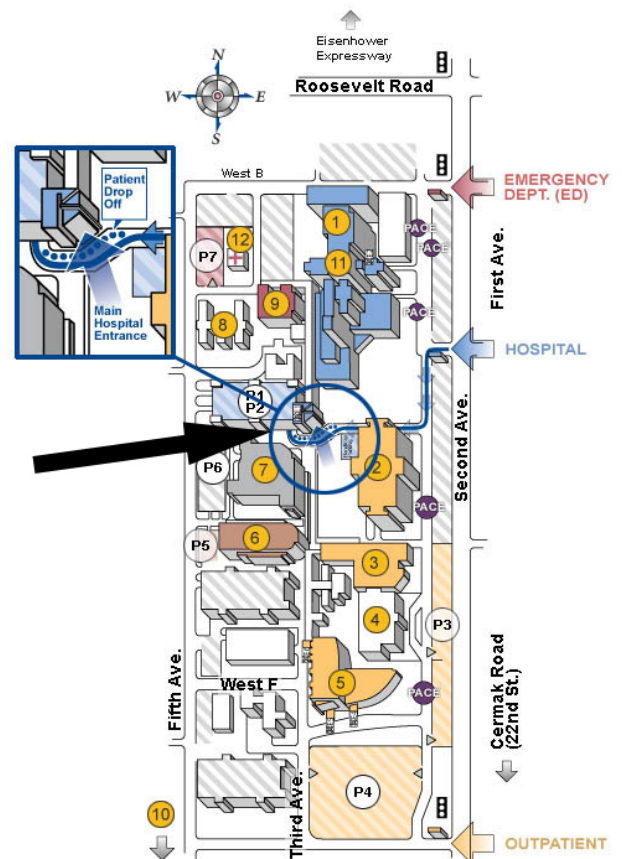 Eisenhower
Expressway
Roosevelt Road
N
W
E
S
West B
EMERGENCY
DEPT. (ED)
Patient
Drop
Off
Main
Hospital
Entrance
P7
12
1
11
PACE
PACE
First Ave.
9
8
PACE
HOSPITAL
P1
P2
Second Ave.
P6
7
2
PACE
P5
6
3
4
P3
5
PACE
West F
Fifth Ave.
Cermak Road
(22nd St.)
Third Ave.
P4
10
OUTPATIENT